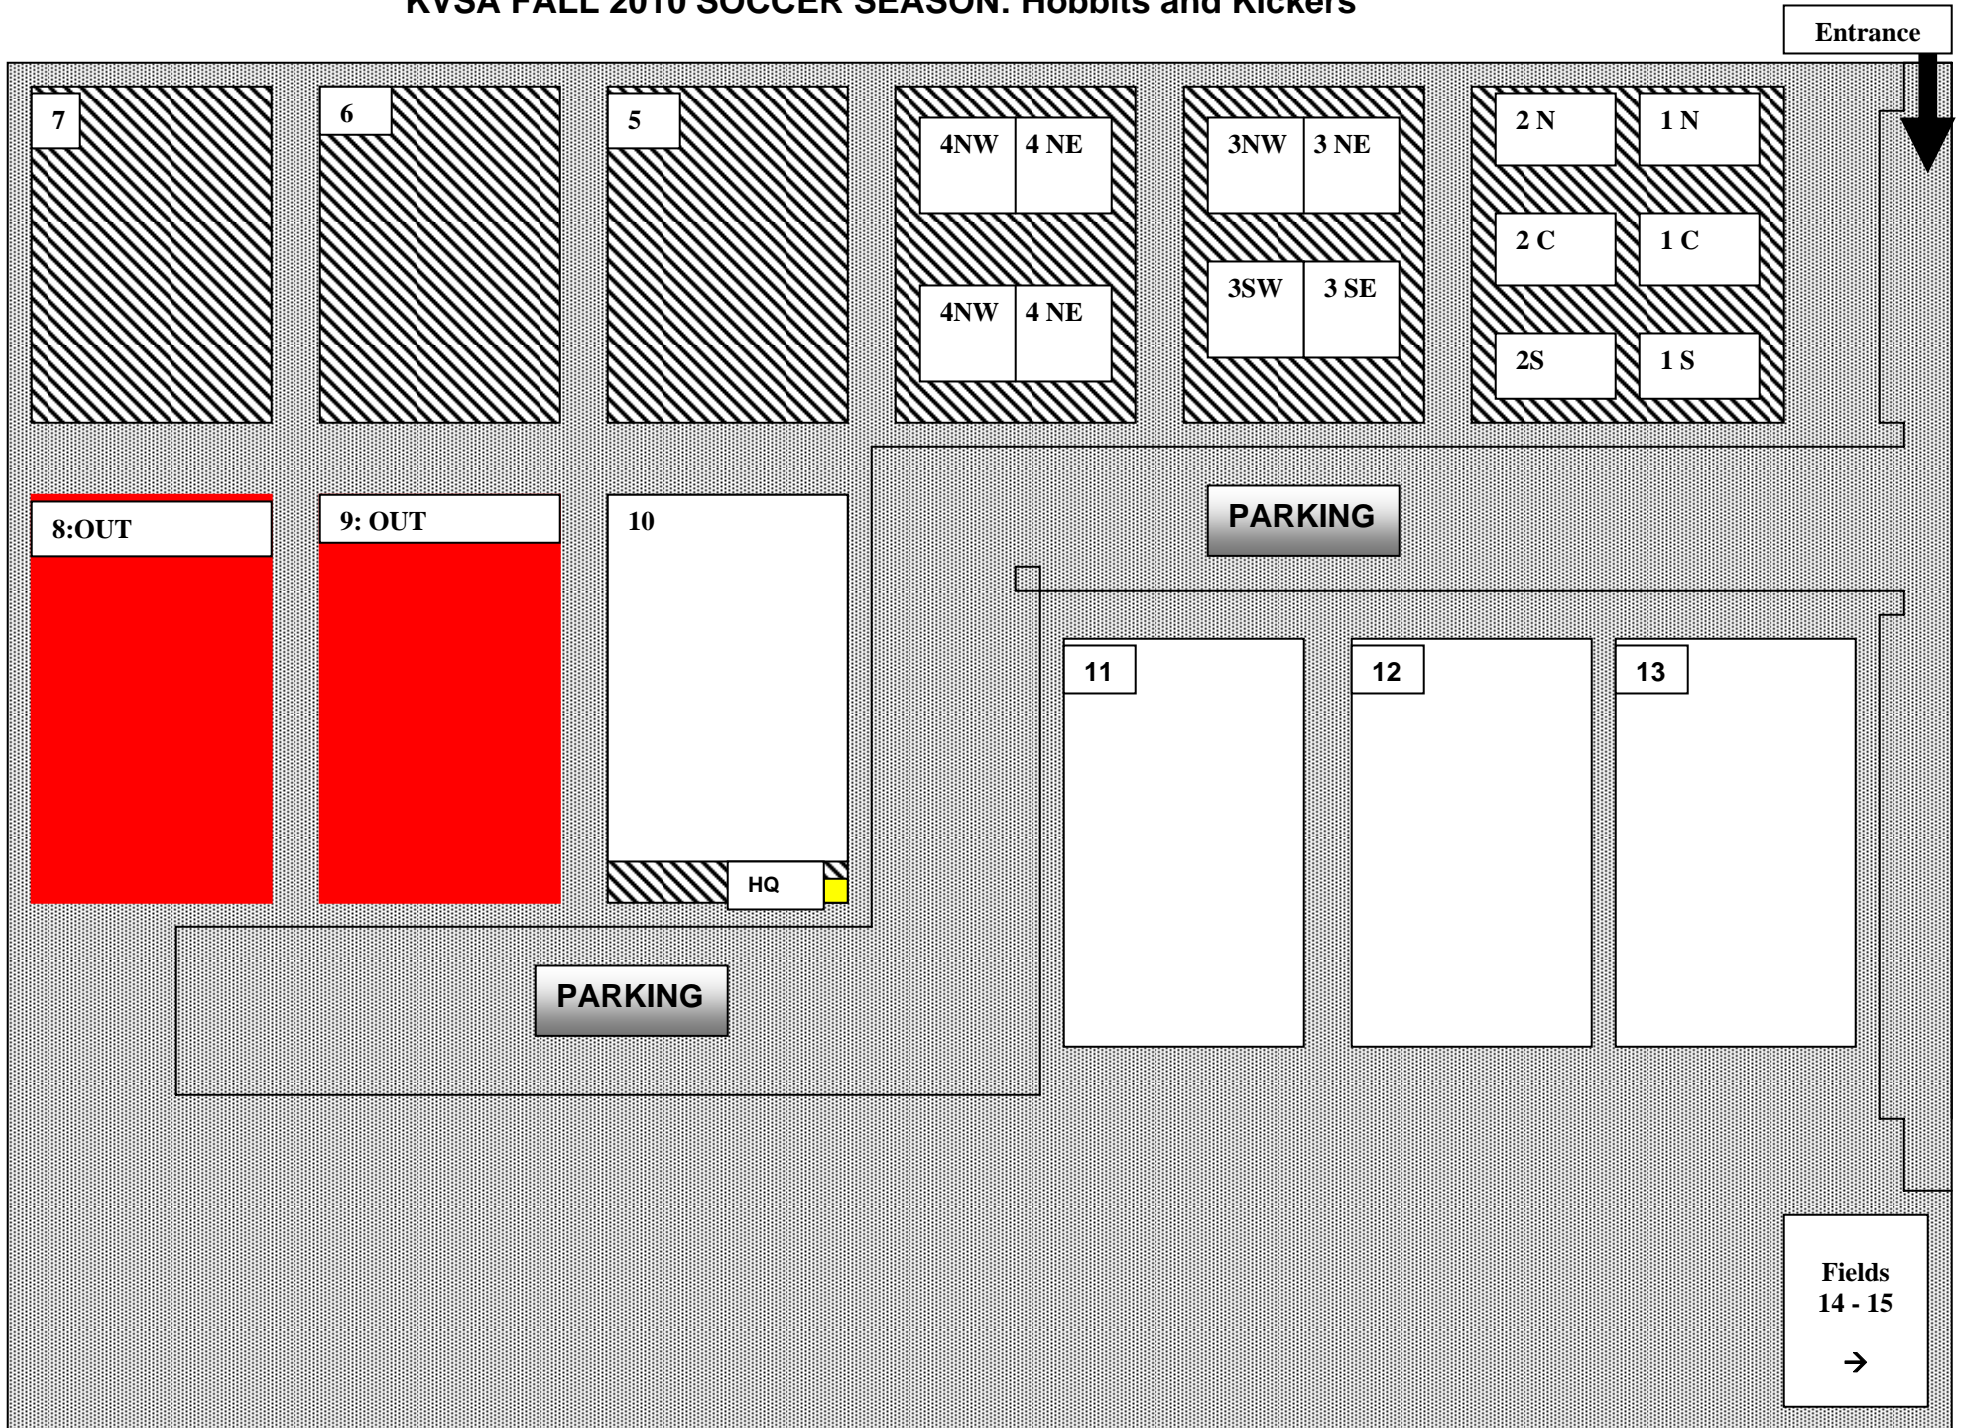 KVSA FALL 2010 SOCCER SEASON: Hobbits and Kickers
Entrance
7
6
5
4NW 4 NE
3NW 3 NE
2 N 1 N
2 C 1 C
4NW 4 NE
3SW 3 SE
2S 1 S
8:OUT
9: OUT
10
PARKING
11
12
13
HQ
PARKING
Fields
14 - 15
→